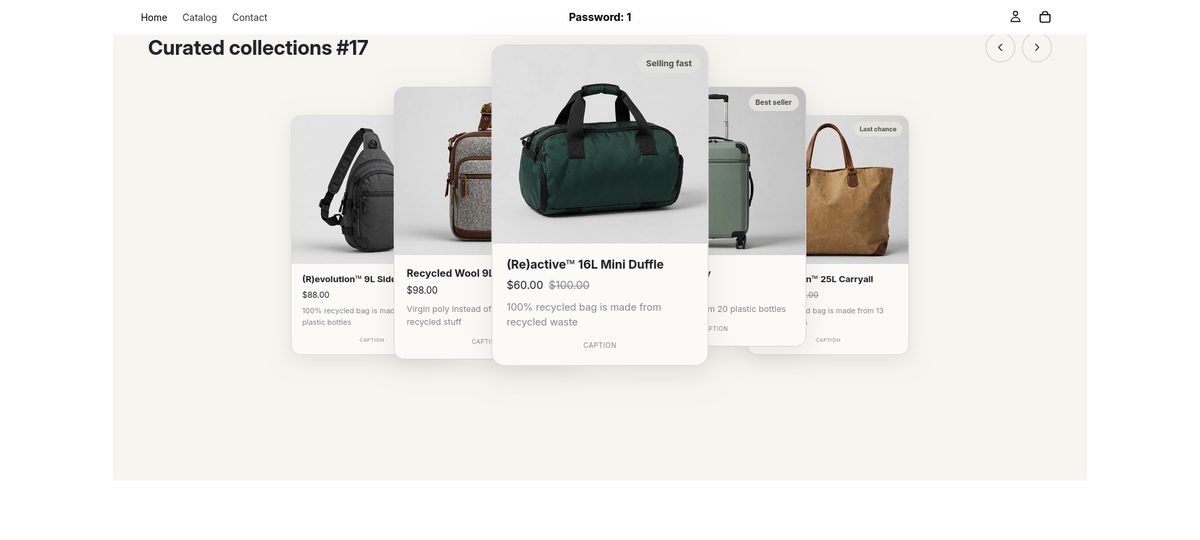 Home Catalog Contact
Password: 1
Curated collections #17
Selling fast
Best seller
Last chance
(R)evolution™ 9L Side
$88.00
100% recycled bag is mad
plastic bottles
CAPTION
Recycled Wool 9L
$98.00
Virgin poly instead of
recycled stuff
CAPTI
(Re)active™ 16L Mini Duffle
$60.00 $100.00
100% recycled bag is made from
recycled waste
CAPTION
y
m 20 plastic bottles
PTION
n™ 25L Carryall
.00
d bag is made from 13
s
CAPTION